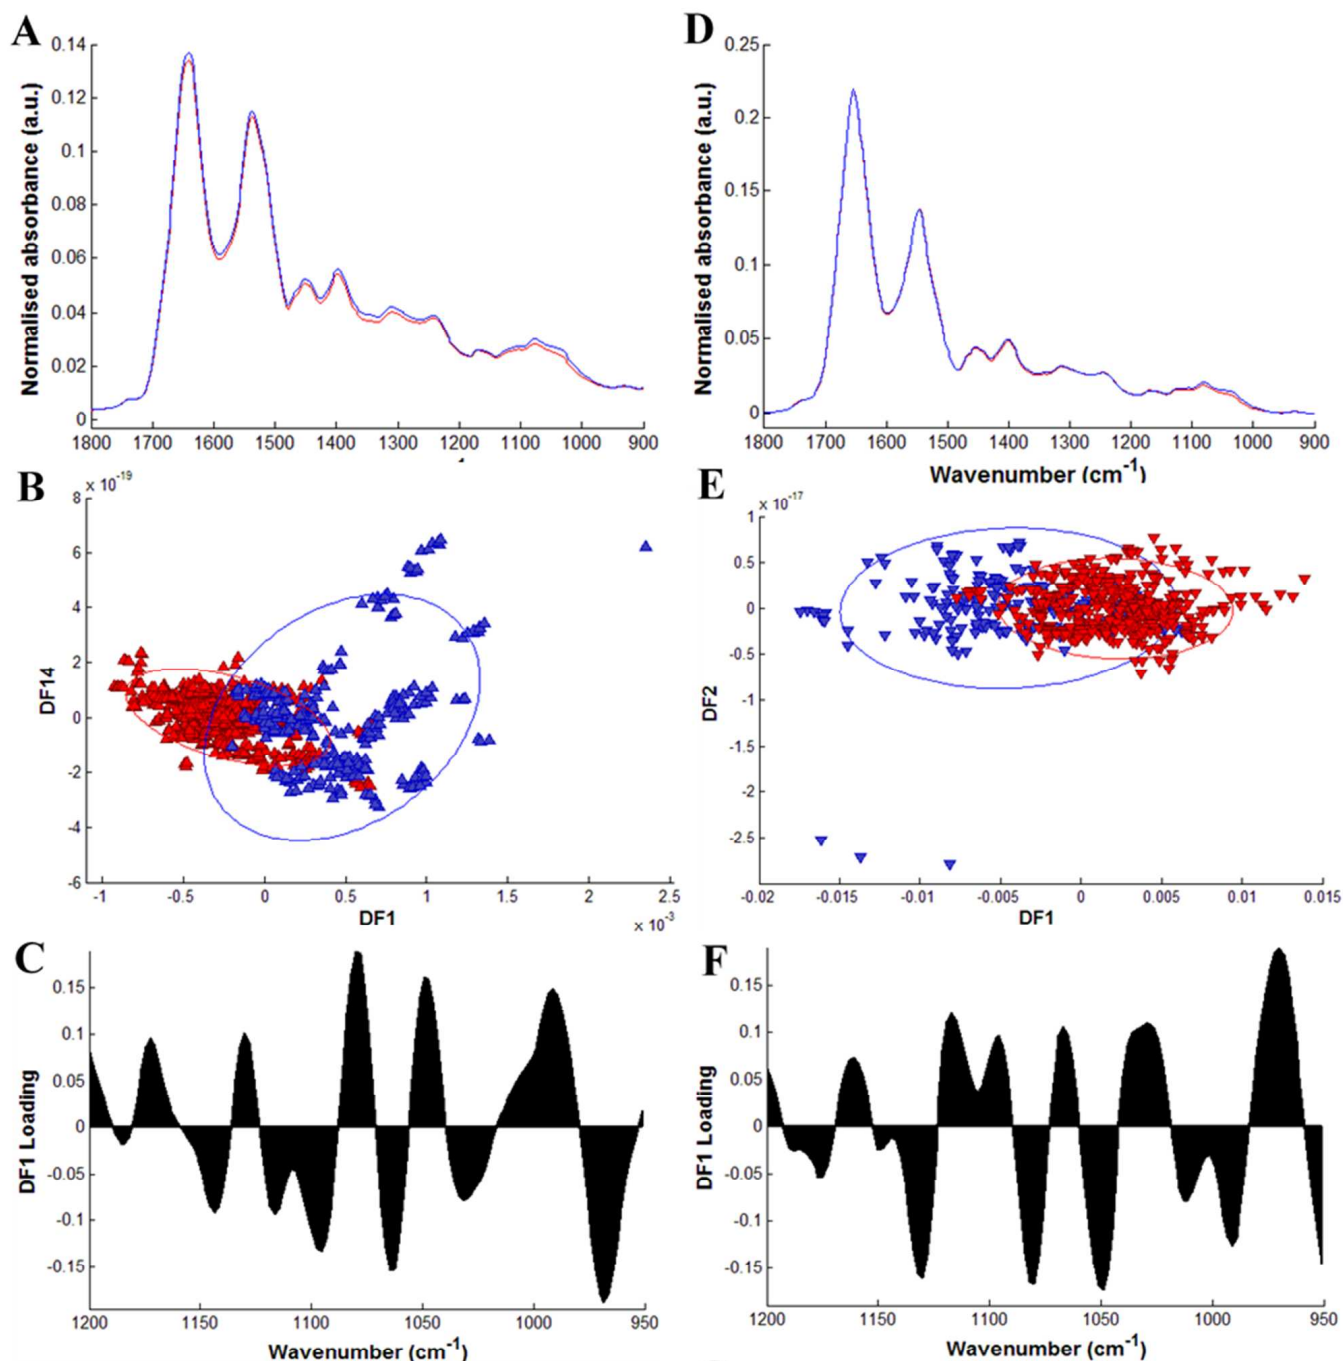 A
Normalised absorbance (a.u.)
0.14
0.12
0.1
0.08
0.06
0.04
0.02
0
1800 1700 1600 1500 1400 1300 1200 1100 1000 900
D
Normalised absorbance (a.u.)
0.25
0.2
0.15
0.1
0.05
0
1800 1700 1600 1500 1400 1300 1200 1100 1000 900
Wavenumber (cm-1)
B
x 10-19
DF14
8
6
4
2
0
-2
-4
-6
-1 -0.5 0 0.5 1 1.5 2 2.5
DF1
x 10-3
E
x 10-17
DF2
1
0.5
0
-0.5
-1
-1.5
-2
-2.5
-3
-0.02 -0.015 -0.01 -0.005 0 0.005 0.01 0.015
DF1
C
DF1 Loading
0.15
0.1
0.05
0
-0.05
-0.1
-0.15
1200 1150 1100 1050 1000 950
Wavenumber (cm-1)
F
DF1 Loading
0.15
0.1
0.05
0
-0.05
-0.1
-0.15
1200 1150 1100 1050 1000 950
Wavenumber (cm-1)